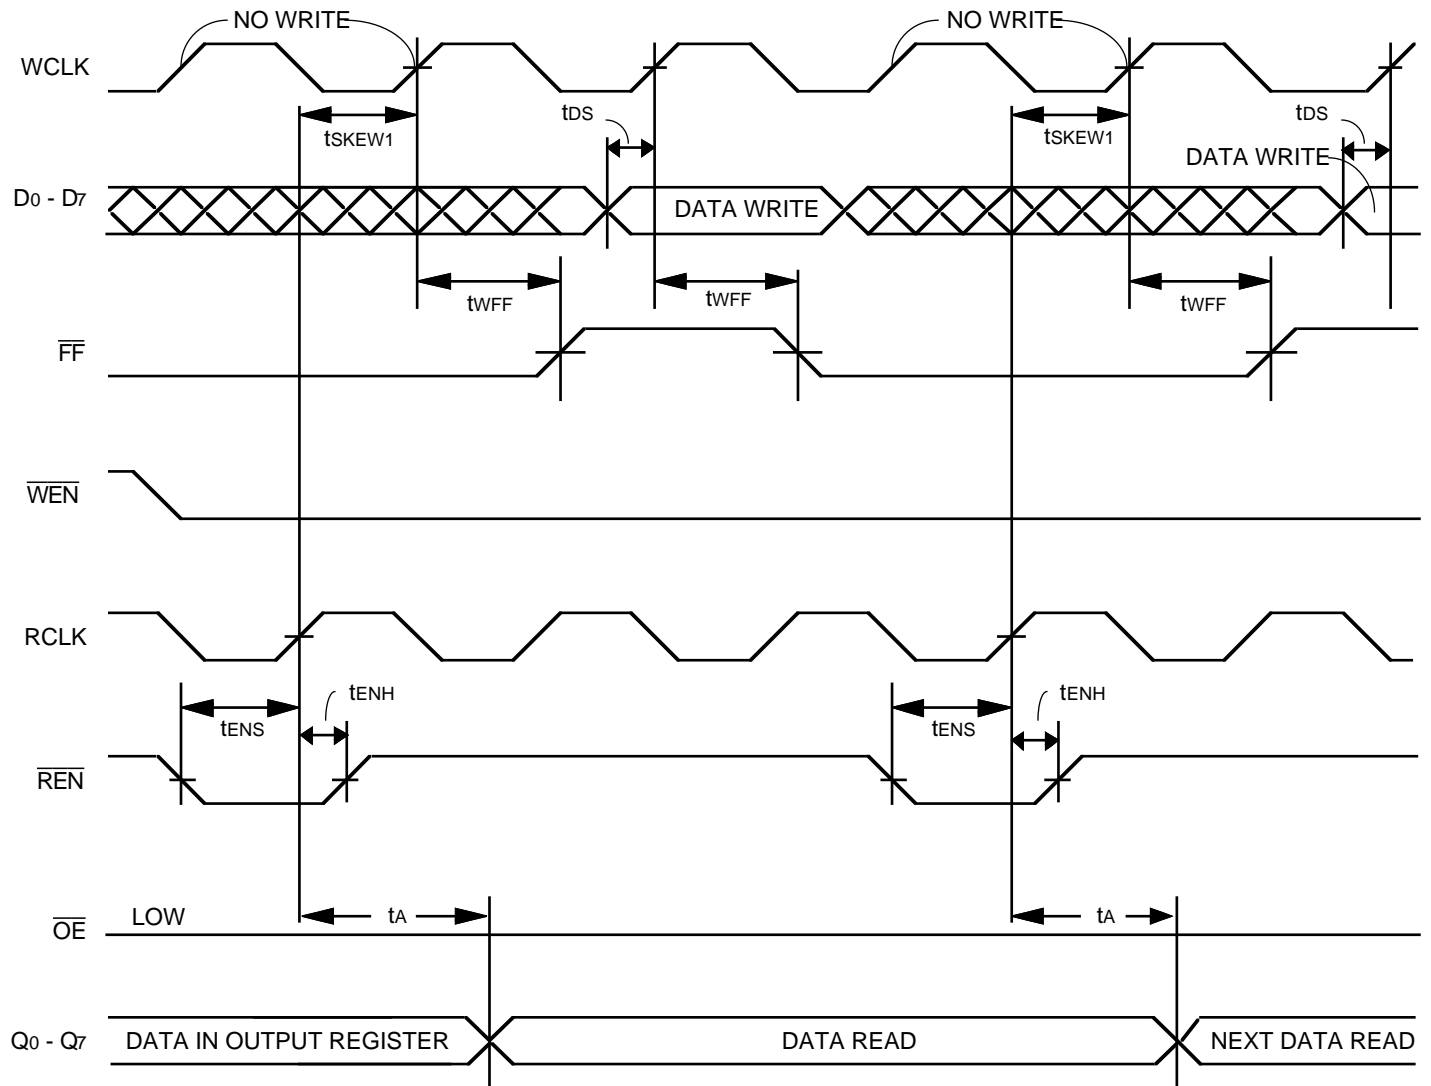 NO WRITE NO WRITE
WCLK
tSKEW1 tDS tSKEW1 tDS
DATA WRITE
D0 - D7 DATA WRITE
tWFF tWFF tWFF
FF
WEN
RCLK
tENS tENH tENS tENH
REN
OE LOW tA tA
Q0 - Q7 DATA IN OUTPUT REGISTER DATA READ NEXT DATA READ